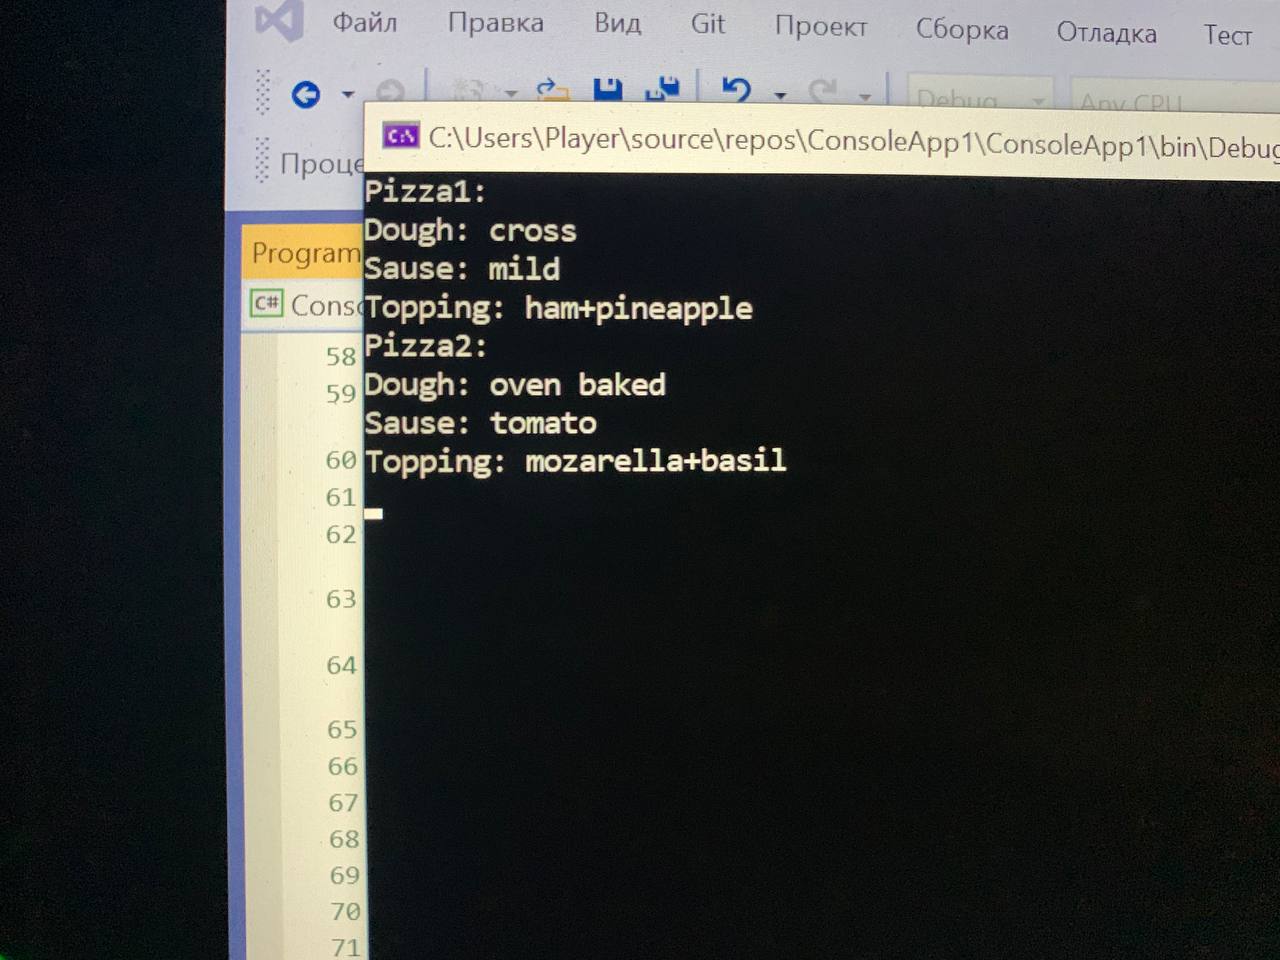 Файл Правка Вид Git Проект Сборка Отладка Тест
Debug Any CPU
C:\Users\Player\source\repos\ConsoleApp1\ConsoleApp1\bin\Debug
Проце
Pizza1:
Dough: cross
Sause: mild
Topping: ham+pineapple
Pizza2:
Dough: oven baked
Sause: tomato
Topping: mozarella+basil
Program
C# Conso
58
59
60
61
62
63
64
65
66
67
68
69
70
71